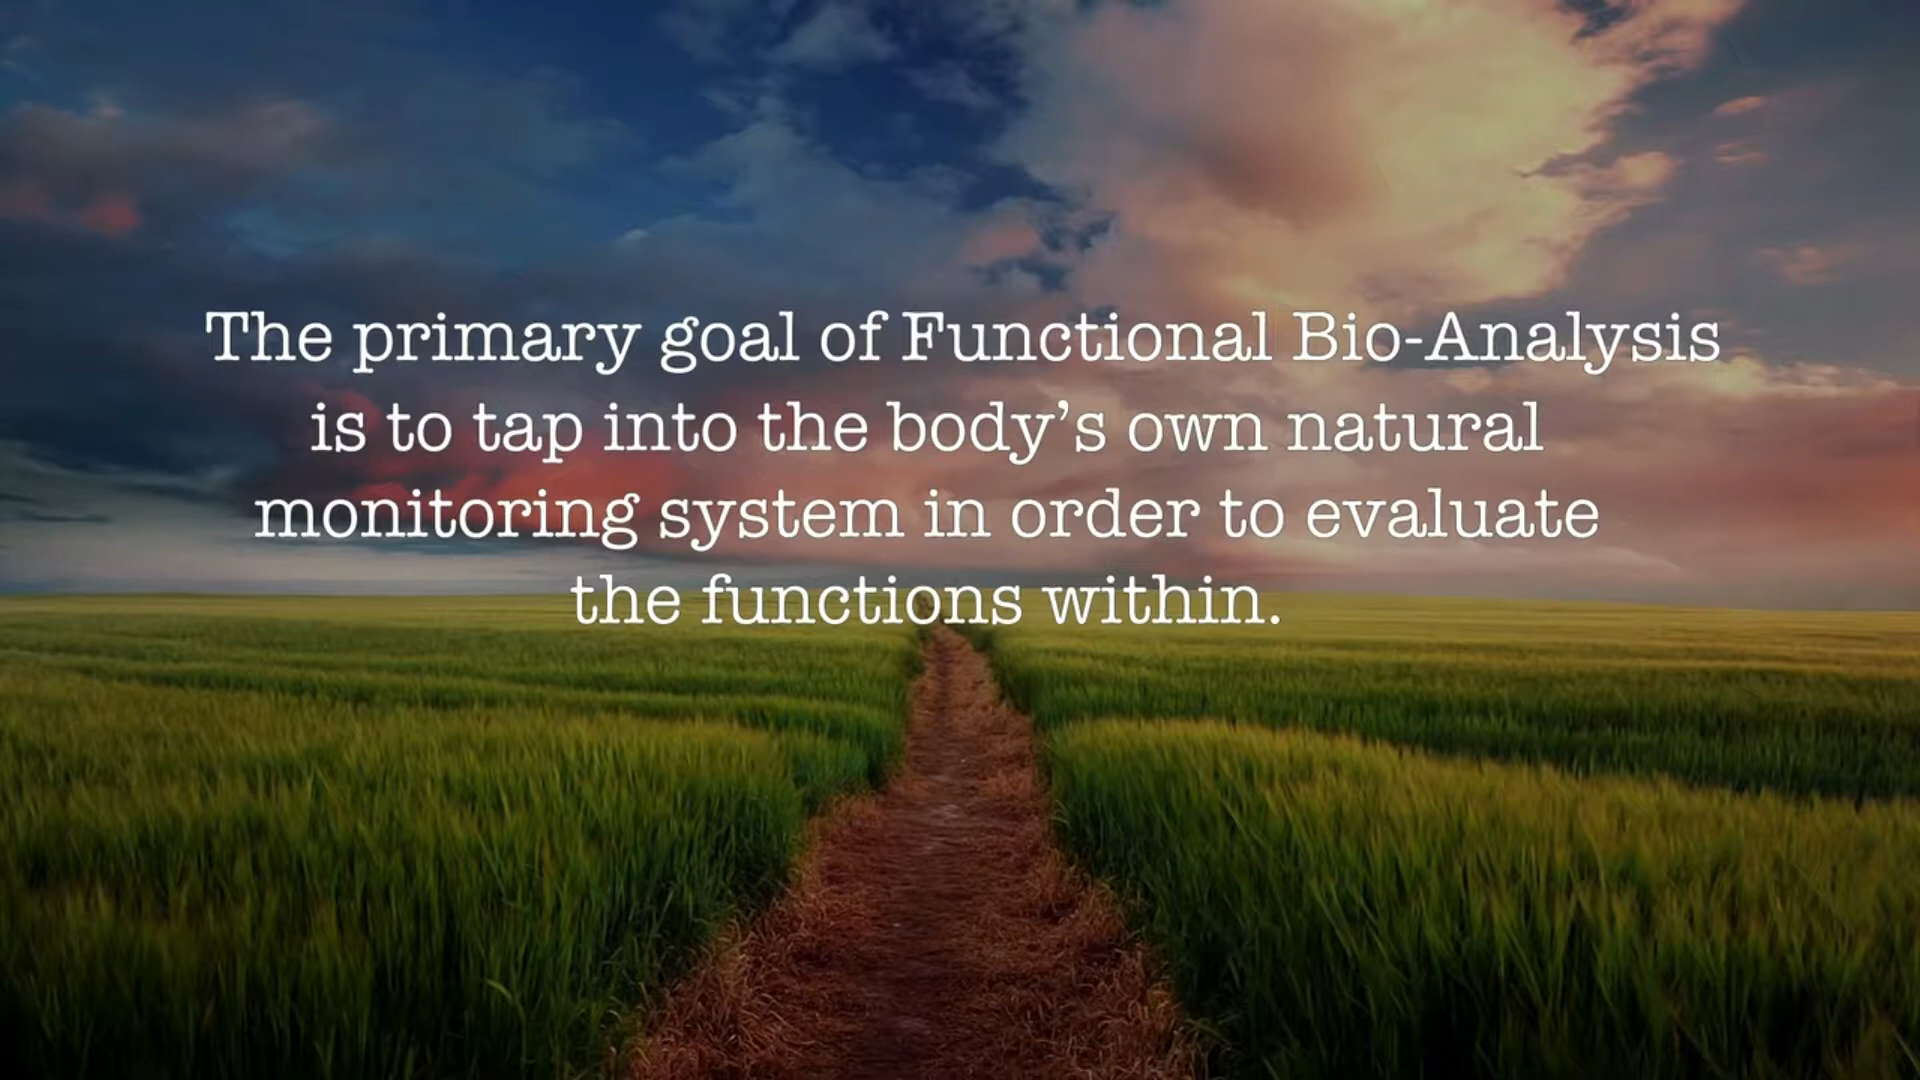 The primary goal of Functional Bio-Analysis
is to tap into the body's own natural
monitoring system in order to evaluate
the functions within.